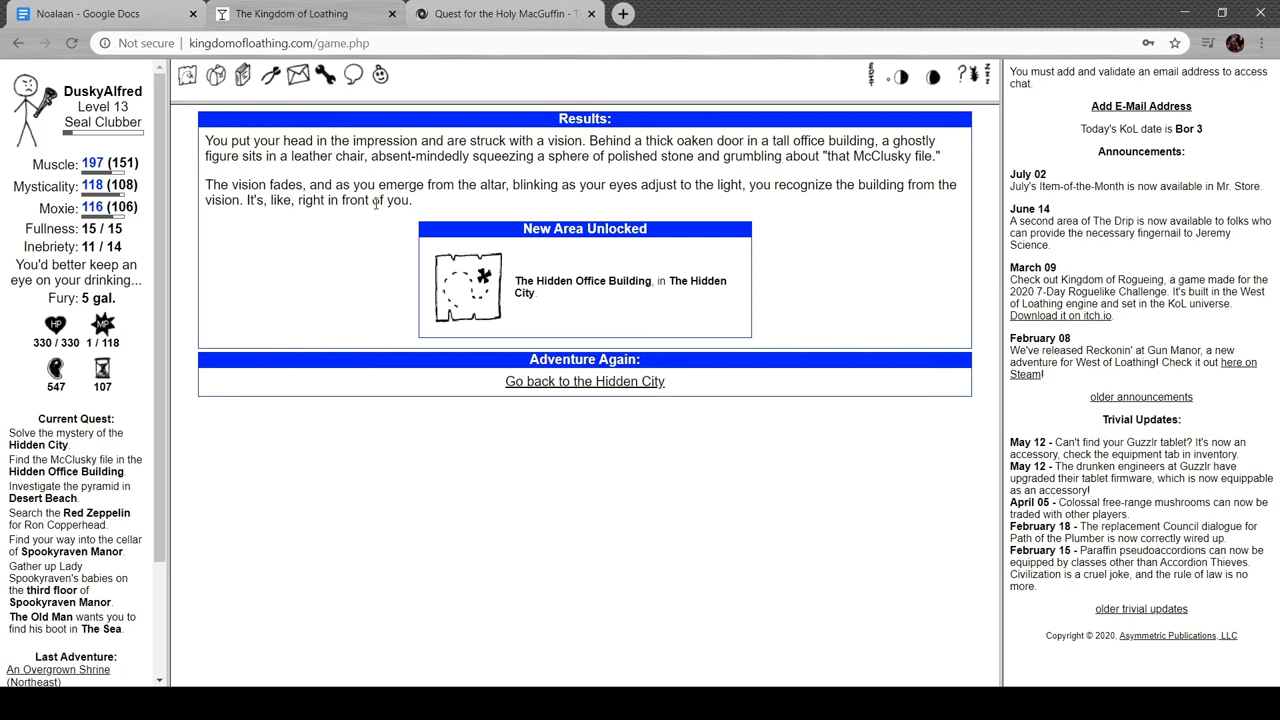 Noalaan - Google Docs
The Kingdom of Loathing
Quest for the Holy MacGuffin - T
Not secure | kingdomofloathing.com/game.php
DuskyAlfred
Level 13
Seal Clubber
Muscle: 197 (151)
Mysticality: 118 (108)
Moxie: 116 (106)
Fullness: 15 / 15
Inebriety: 11 / 14
You'd better keep an
eye on your drinking...
Fury: 5 gal.
HP MP
330 / 330 1 / 118
547 107
Current Quest:
Solve the mystery of the
Hidden City.
Find the McClusky file in the
Hidden Office Building.
Investigate the pyramid in
Desert Beach.
Search the Red Zeppelin
for Ron Copperhead.
Find your way into the cellar
of Spookyraven Manor.
Gather up Lady
Spookyraven's babies on
the third floor of
Spookyraven Manor.
The Old Man wants you to
find his boot in The Sea.
Last Adventure:
An Overgrown Shrine
(Northeast)
Results:
You put your head in the impression and are struck with a vision. Behind a thick oaken door in a tall office building, a ghostly
figure sits in a leather chair, absent-mindedly squeezing a sphere of polished stone and grumbling about "that McClusky file."
The vision fades, and as you emerge from the altar, blinking as your eyes adjust to the light, you recognize the building from the
vision. It's, like, right in front of you.
New Area Unlocked
The Hidden Office Building, in The Hidden
City.
Adventure Again:
Go back to the Hidden City
You must add and validate an email address to access
chat.
Add E-Mail Address
Today's KoL date is Bor 3
Announcements:
July 02
July's Item-of-the-Month is now available in Mr. Store.
June 14
A second area of The Drip is now available to folks who
can provide the necessary fingernail to Jeremy
Science.
March 09
Check out Kingdom of Rogueing, a game made for the
2020 7-Day Roguelike Challenge. It's built in the West
of Loathing engine and set in the KoL universe.
Download it on itch.io.
February 08
We've released Reckonin' at Gun Manor, a new
adventure for West of Loathing! Check it out here on
Steam!
older announcements
Trivial Updates:
May 12 - Can't find your Guzzlr tablet? It's now an
accessory, check the equipment tab in inventory.
May 12 - The drunken engineers at Guzzlr have
upgraded their tablet firmware, which is now equippable
as an accessory!
April 05 - Colossal free-range mushrooms can now be
traded with other players.
February 18 - The replacement Council dialogue for
Path of the Plumber is now correctly wired up.
February 15 - Paraffin pseudoaccordions can now be
equipped by classes other than Accordion Thieves.
Civilization is a cruel joke, and the rule of law is no
more.
older trivial updates
Copyright © 2020, Asymmetric Publications, LLC